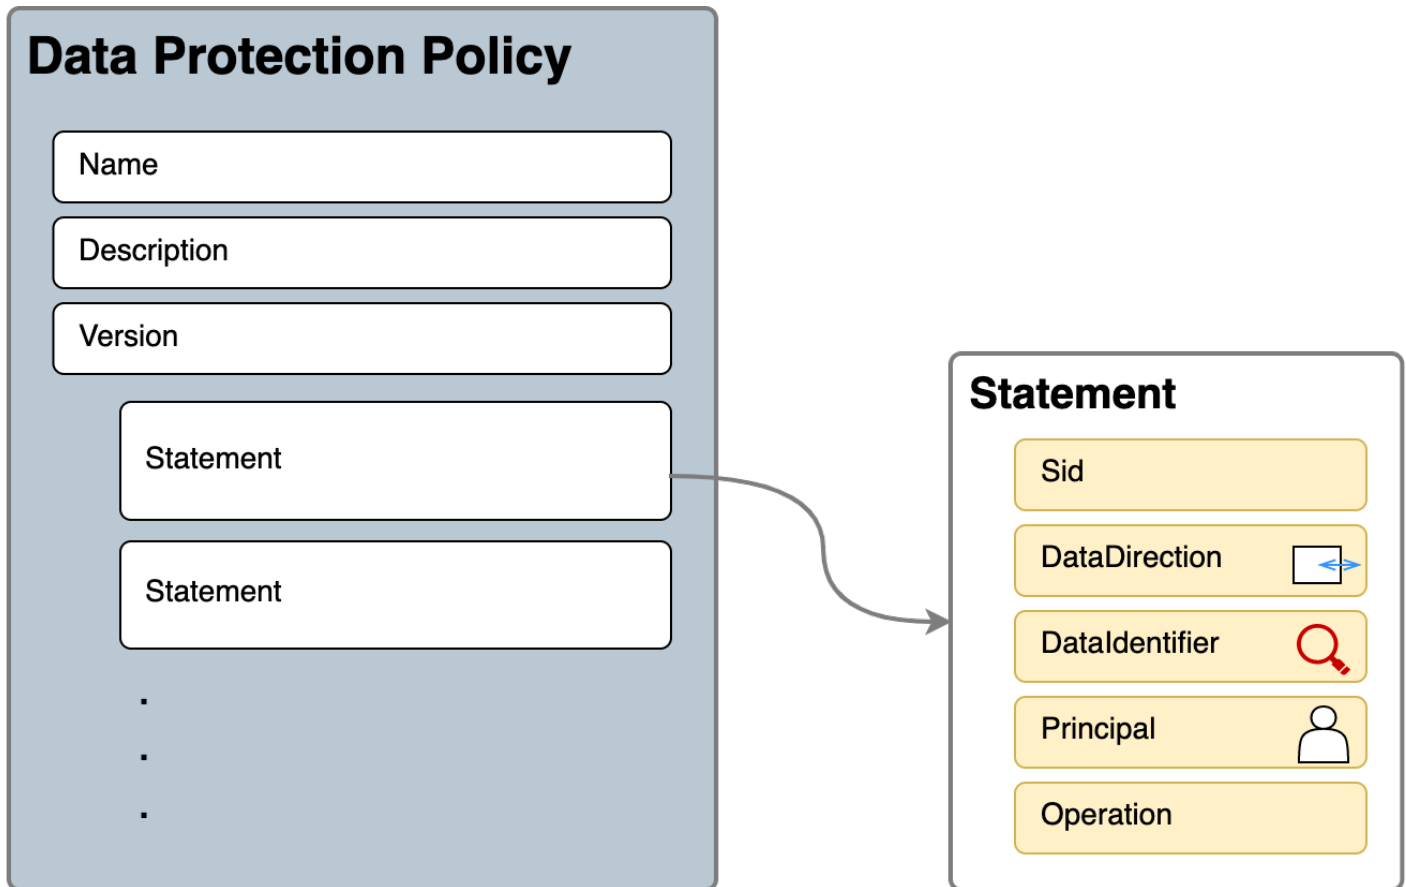 Data Protection Policy
Name
Description
Version
Statement
Statement
.
.
.
Statement
Sid
DataDirection
DataIdentifier
Principal
Operation